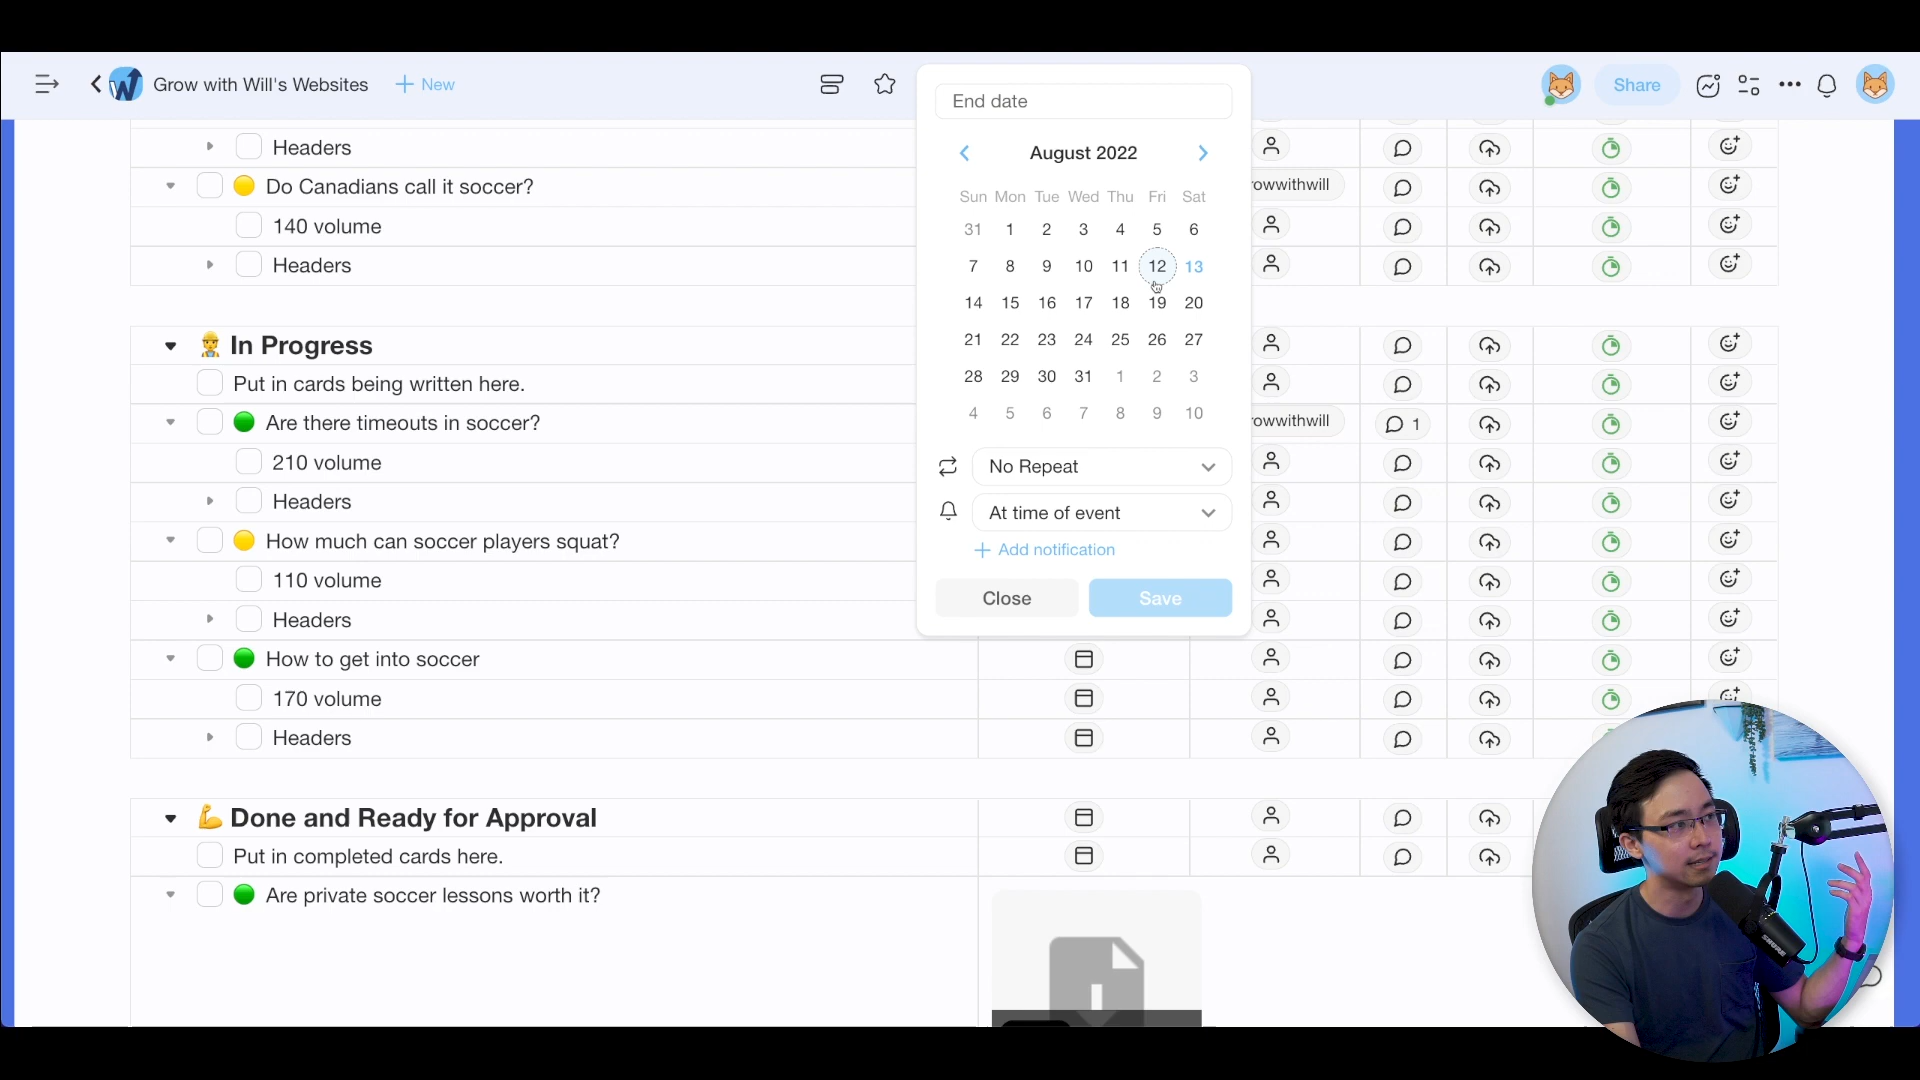 Grow with Will's Websites
+ New
Share
End date
August 2022
Sun Mon Tue Wed Thu Fri Sat
31 1 2 3 4 5 6
7 8 9 10 11 12 13
14 15 16 17 18 19 20
21 22 23 24 25 26 27
28 29 30 31 1 2 3
4 5 6 7 8 9 10
No Repeat
At time of event
+ Add notification
Close
Save
Headers
Do Canadians call it soccer?
owwithwill
140 volume
Headers
In Progress
Put in cards being written here.
Are there timeouts in soccer?
owwithwill
1
210 volume
Headers
How much can soccer players squat?
110 volume
Headers
How to get into soccer
170 volume
Headers
Done and Ready for Approval
Put in completed cards here.
Are private soccer lessons worth it?
SHURE